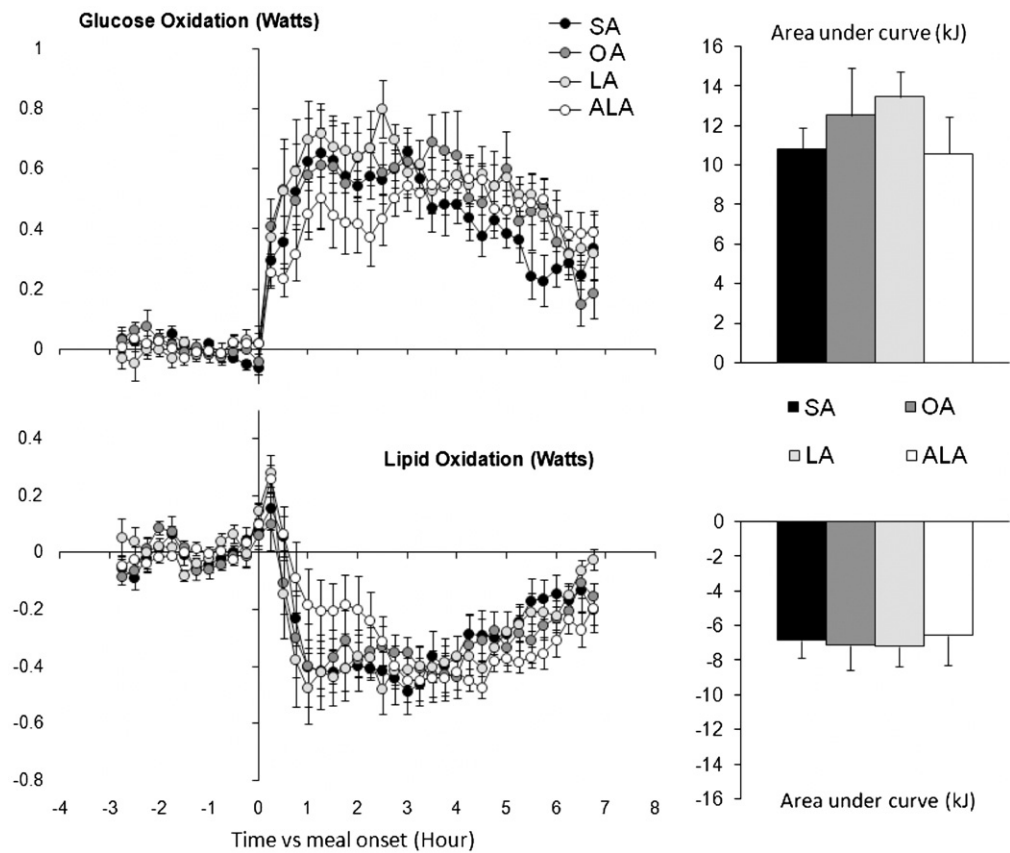 Glucose Oxidation (Watts)
SA
OA
LA
ALA
1
0.8
0.6
0.4
0.2
0
Area under curve (kJ)
16
14
12
10
8
6
4
2
0
SA OA
LA ALA
Lipid Oxidation (Watts)
0.4
0.2
0
-0.2
-0.4
-0.6
-0.8
-4 -3 -2 -1 0 1 2 3 4 5 6 7 8
Time vs meal onset (Hour)
0
-2
-4
-6
-8
-10
-12
-14
-16
Area under curve (kJ)